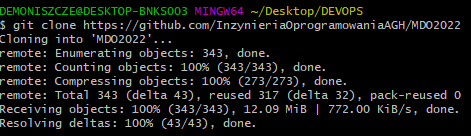 DEMONISZCZE@DESKTOP-BNKSOO3 MINGW64 ~/Desktop/DEVOPS
$ git clone https://github.com/InzynieriaOprogramowaniaAGH/MDO2022
Cloning into 'MDO2022'...
remote: Enumerating objects: 343, done.
remote: Counting objects: 100% (343/343), done.
remote: Compressing objects: 100% (273/273), done.
remote: Total 343 (delta 43), reused 317 (delta 32), pack-reused 0
Receiving objects: 100% (343/343), 12.09 MiB | 772.00 KiB/s, done.
Resolving deltas: 100% (43/43), done.